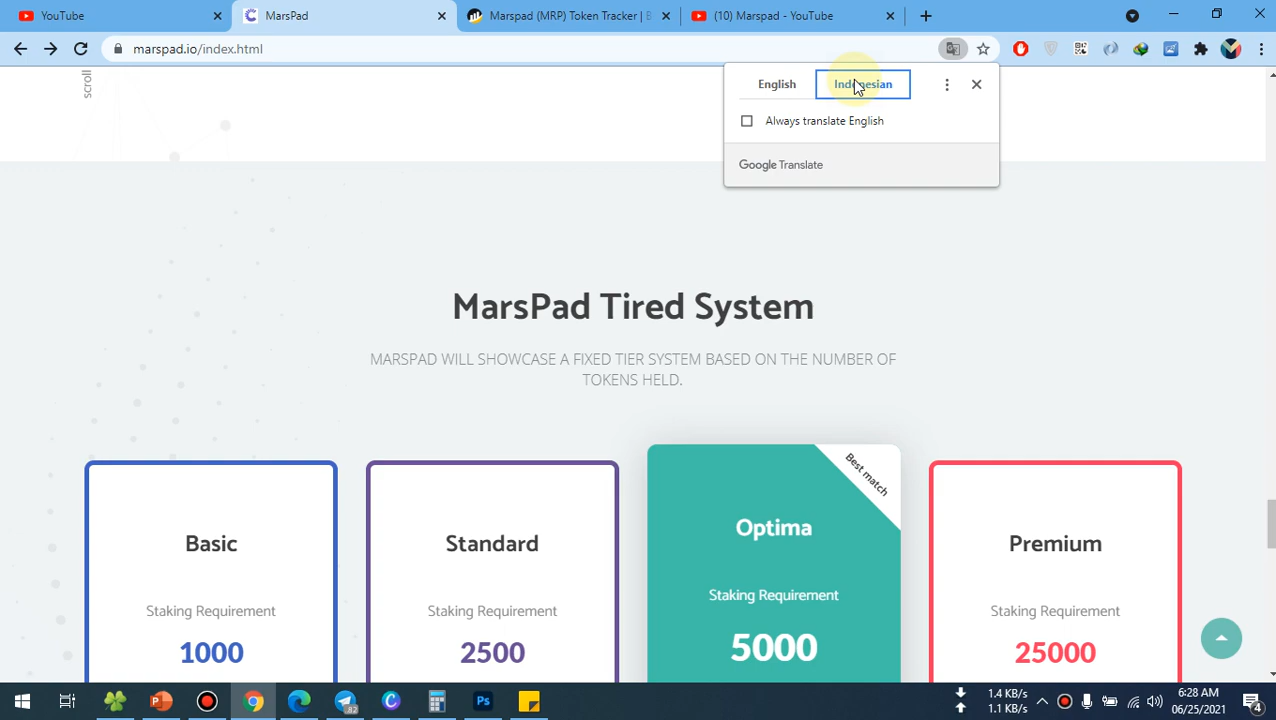 YouTube
MarsPad
Marspad (MRP) Token Tracker | B
(10) Marspad - YouTube
marspad.io/index.html
scroll
English
Indonesian
Always translate English
Google Translate
MarsPad Tired System
MARSPAD WILL SHOWCASE A FIXED TIER SYSTEM BASED ON THE NUMBER OF
TOKENS HELD.
Best match
Basic
Standard
Optima
Premium
Staking Requirement
Staking Requirement
Staking Requirement
Staking Requirement
1000
2500
5000
25000
82
Ps
1.4 KB/s
1.1 KB/s
6:28 AM
06/25/2021
4